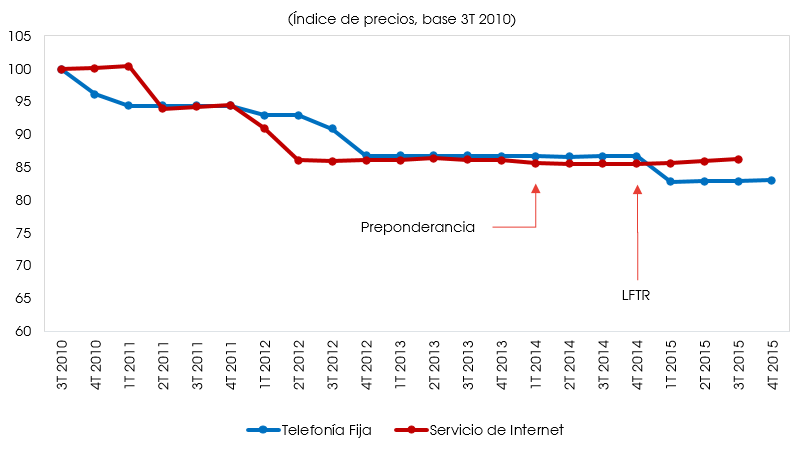 (Índice de precios, base 3T 2010)
105
100
95
90
85
80
75
70
65
60
Preponderancia
LFTR
3T 2010
4T 2010
1T 2011
2T 2011
3T 2011
4T 2011
1T 2012
2T 2012
3T 2012
4T 2012
1T 2013
2T 2013
3T 2013
4T 2013
1T 2014
2T 2014
3T 2014
4T 2014
1T 2015
2T 2015
3T 2015
4T 2015
Telefonía Fija
Servicio de Internet